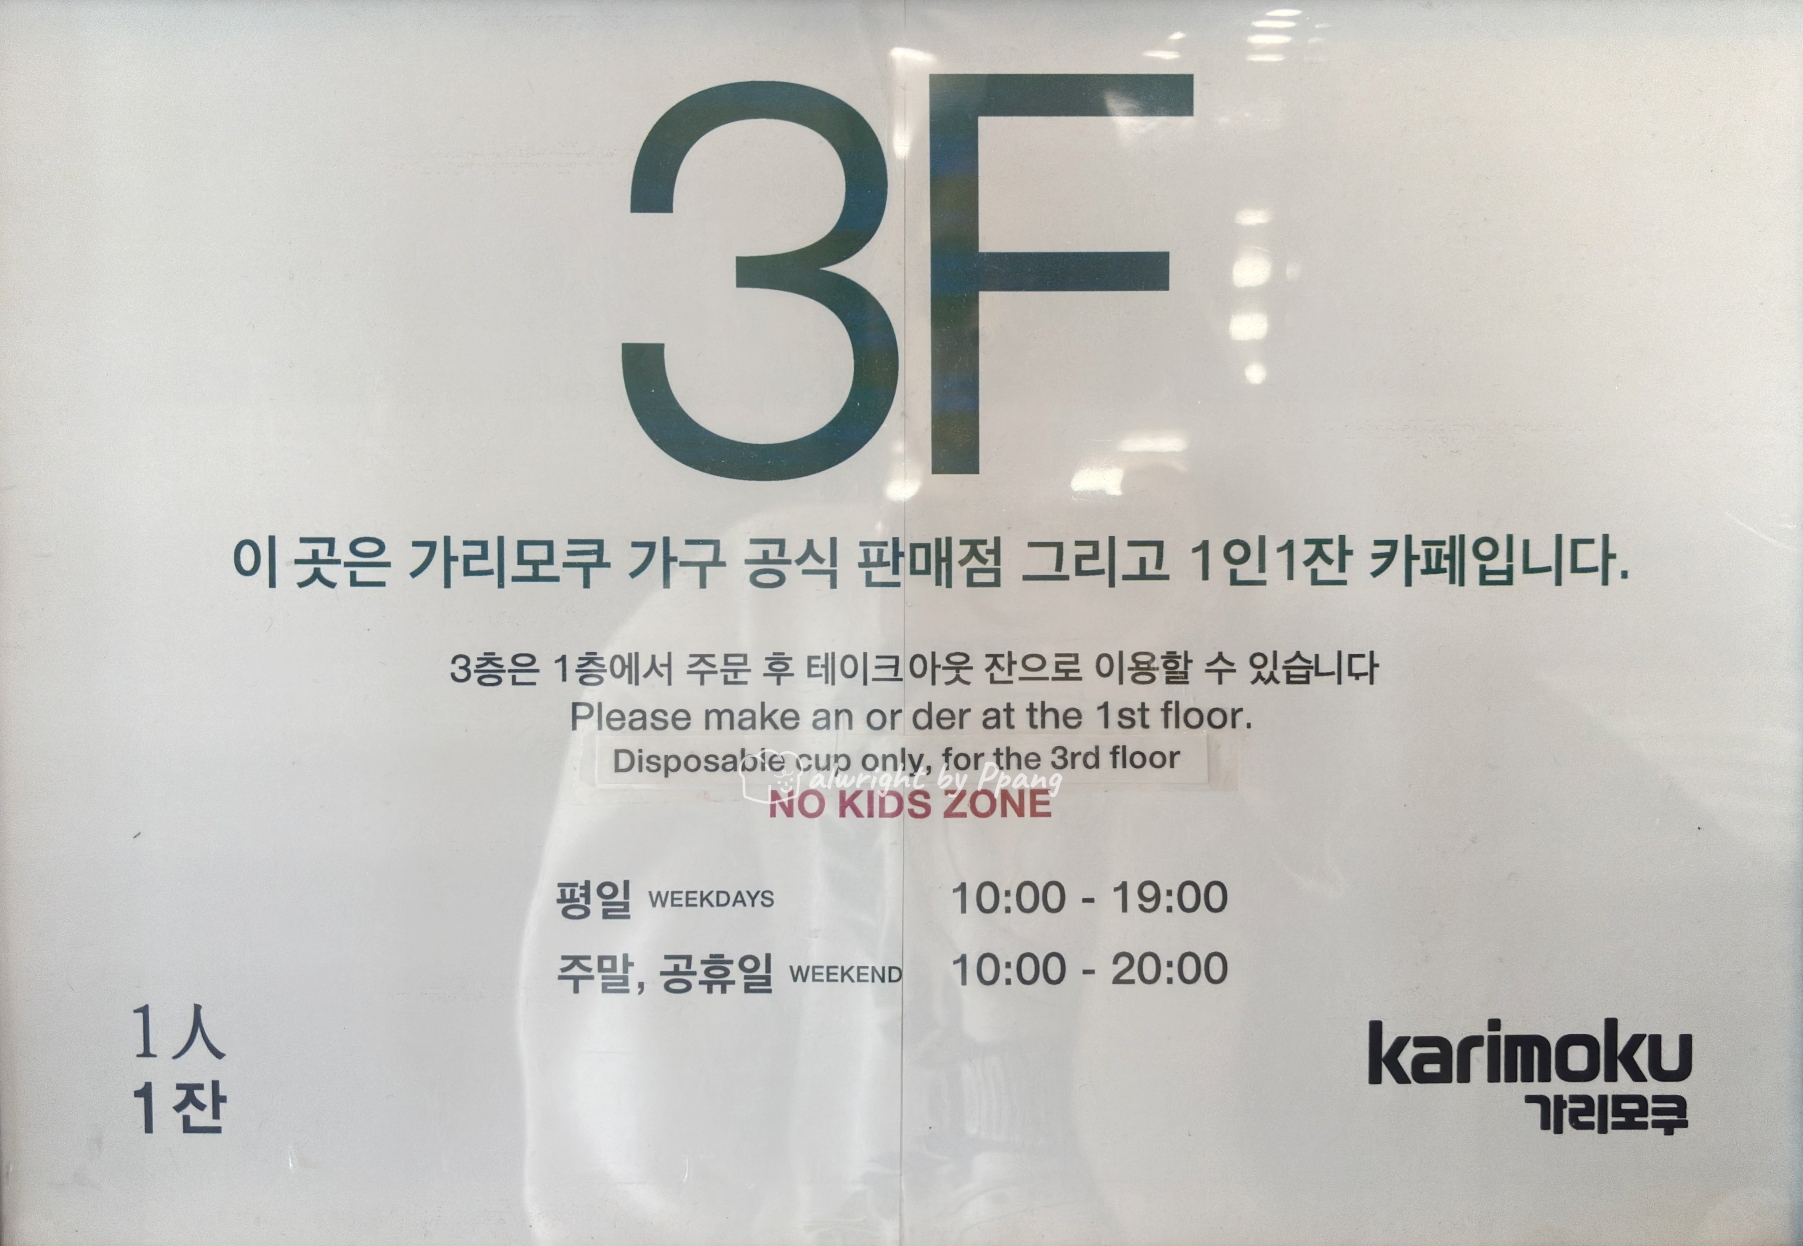 3F
이 곳은 가리모쿠 가구 공식 판매점 그리고 1인1잔 카페입니다.
3층은 1층에서 주문 후 테이크아웃 잔으로 이용할 수 있습니다
Please make an or der at the 1st floor.
Disposable cup only, for the 3rd floor
alwright by Ppang
NO KIDS ZONE
평일 WEEKDAYS 10:00 - 19:00
주말, 공휴일 WEEKEND 10:00 - 20:00
1人
1잔
karimoku
가리모쿠